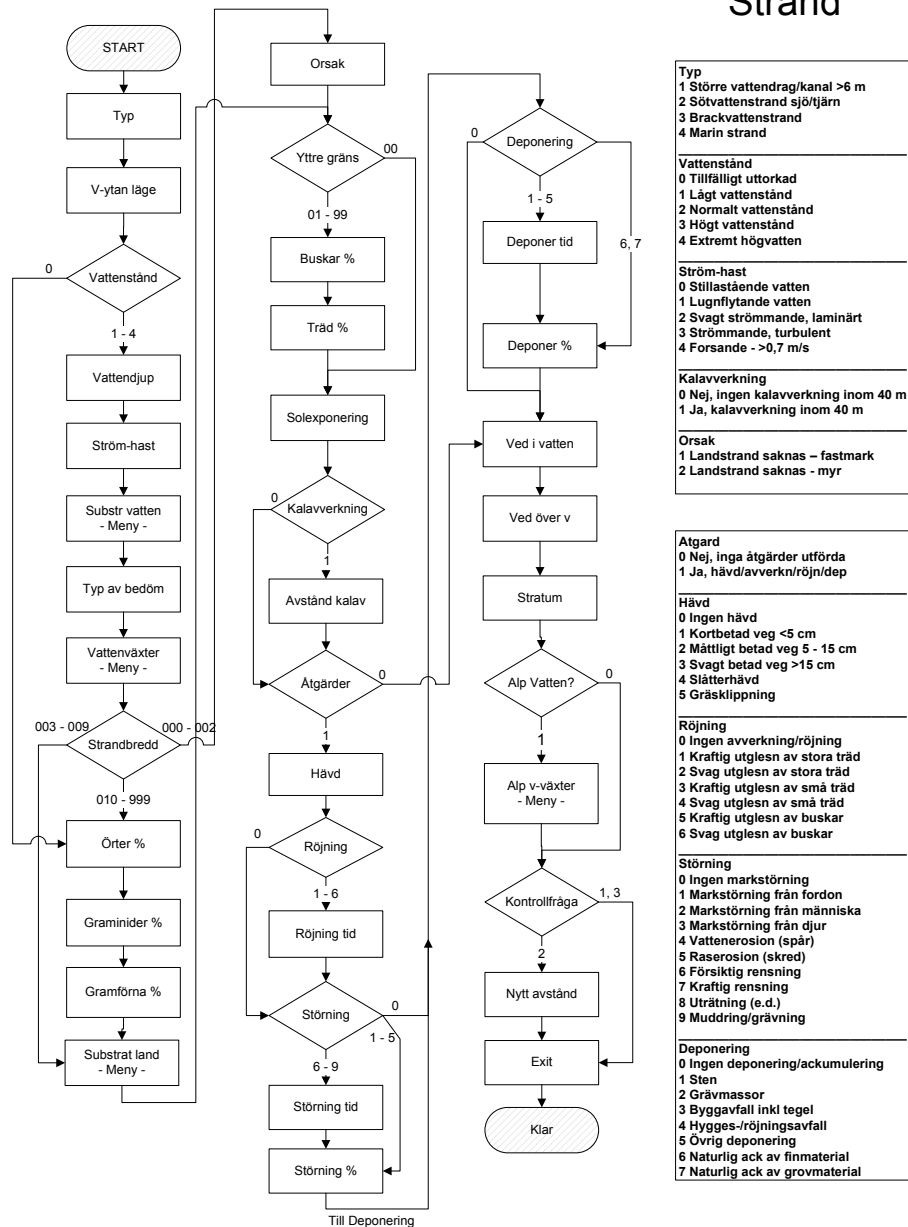 Strand
START
Typ
V-ytan läge
Vattenstånd
0
1 - 4
Vattendjup
Ström-hast
Substr vatten
- Meny -
Typ av bedöm
Vattenväxter
- Meny -
003 - 009
Strandbredd
000 - 002
010 - 999
Örter %
Graminider %
Gramförna %
Substrat land
- Meny -
Orsak
Yttre gräns
00
01 - 99
Buskar %
Träd %
Solexponering
0
Kalavverkning
1
Avstånd kalav
Åtgärder
0
1
Hävd
0
Röjning
1 - 6
Röjning tid
Störning
0
1 - 5
6 - 9
Störning tid
Störning %
Till Deponering
0
Deponering
1 - 5
6, 7
Deponer tid
Deponer %
Ved i vatten
Ved över v
Stratum
Alp Vatten?
0
1
Alp v-växter
- Meny -
Kontrollfråga
1, 3
2
Nytt avstånd
Exit
Klar
Typ
1 Större vattendrag/kanal >6 m
2 Sötvattenstrand sjö/tjärn
3 Brackvattenstrand
4 Marin strand
Vattenstånd
0 Tillfälligt uttorkad
1 Lågt vattenstånd
2 Normalt vattenstånd
3 Högt vattenstånd
4 Extremt högvatten
Ström-hast
0 Stillastående vatten
1 Lugnflytande vatten
2 Svagt strömmande, laminärt
3 Strömmande, turbulent
4 Forsande - >0,7 m/s
Kalavverkning
0 Nej, ingen kalavverkning inom 40 m
1 Ja, kalavverkning inom 40 m
Orsak
1 Landstrand saknas – fastmark
2 Landstrand saknas - myr
Atgard
0 Nej, inga åtgärder utförda
1 Ja, hävd/avverkn/röjn/dep
Hävd
0 Ingen hävd
1 Kortbetad veg <5 cm
2 Måttligt betad veg 5 - 15 cm
3 Svagt betad veg >15 cm
4 Slåtterhävd
5 Gräsklippning
Röjning
0 Ingen avverkning/röjning
1 Kraftig utglesn av stora träd
2 Svag utglesn av stora träd
3 Kraftig utglesn av små träd
4 Svag utglesn av små träd
5 Kraftig utglesn av buskar
6 Svag utglesn av buskar
Störning
0 Ingen markstörning
1 Markstörning från fordon
2 Markstörning från människa
3 Markstörning från djur
4 Vattenerosion (spår)
5 Raserosion (skred)
6 Försiktig rensning
7 Kraftig rensning
8 Uträtning (e.d.)
9 Muddring/grävning
Deponering
0 Ingen deponering/ackumulering
1 Sten
2 Grävmassor
3 Byggavfall inkl tegel
4 Hygges-/röjningsavfall
5 Övrig deponering
6 Naturlig ack av finmaterial
7 Naturlig ack av grovmaterial